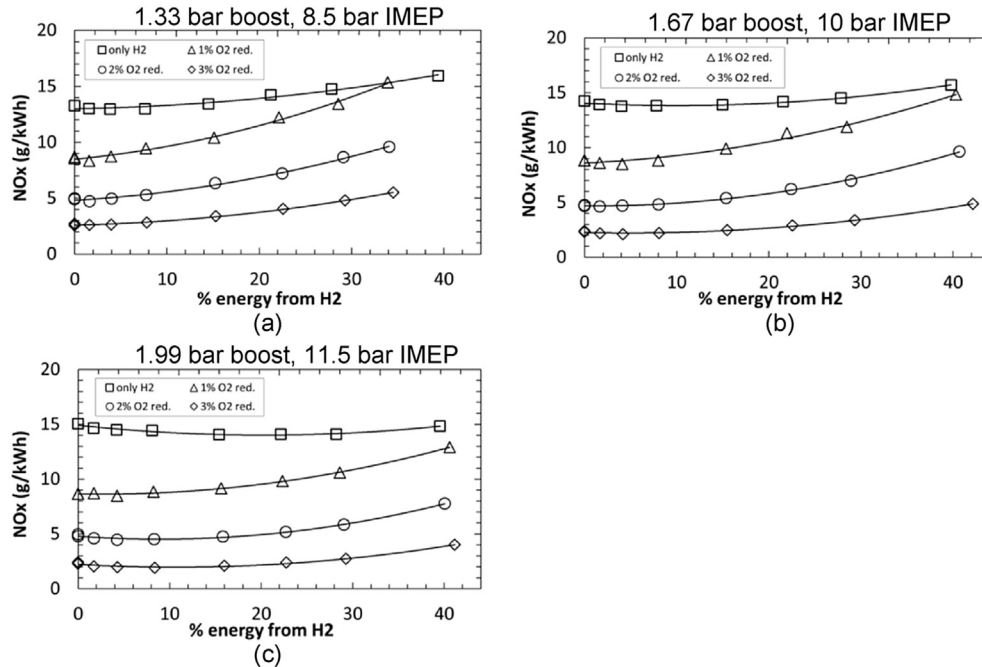 1.33 bar boost, 8.5 bar IMEP
20
15
10
5
0
NOx (g/kWh)
only H2
1% O2 red.
2% O2 red.
3% O2 red.
0 10 20 30 40
% energy from H2
(a)
1.67 bar boost, 10 bar IMEP
20
15
10
5
0
NOx (g/kWh)
only H2
1% O2 red.
2% O2 red.
3% O2 red.
0 10 20 30 40
% energy from H2
(b)
1.99 bar boost, 11.5 bar IMEP
20
15
10
5
0
NOx (g/kWh)
only H2
1% O2 red.
2% O2 red.
3% O2 red.
0 10 20 30 40
% energy from H2
(c)